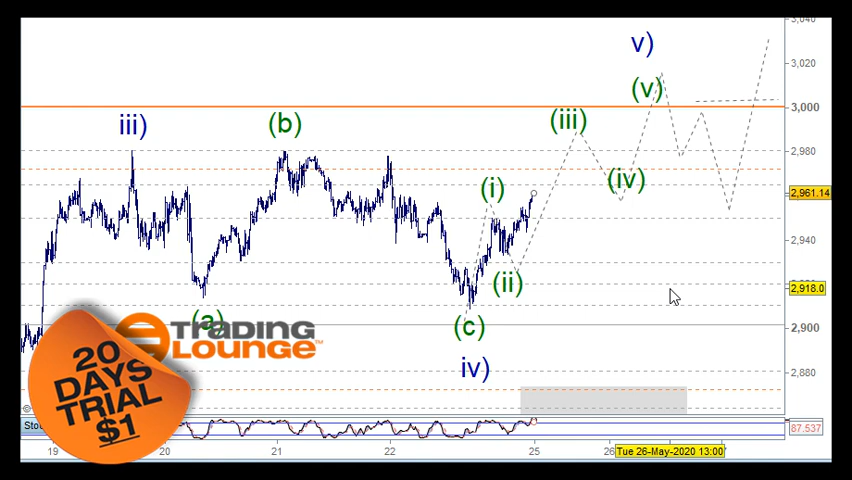 3,040
v)
3,020
(v)
3,000
iii)
(b)
(iii)
2,980
(i)
(iv)
2,961.14
2,940
(ii)
2,918.0
(a)
(c)
2,900
Trading
Lounge
™
iv)
2,880
20
DAYS
TRIAL
$1
©
Sto
87.537
19
20
21
22
25
26
Tue 26-May-2020 13:00